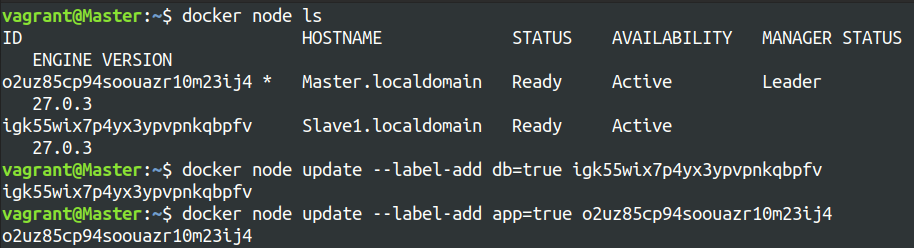 vagrant@Master:~$ docker node ls
ID                            HOSTNAME             STATUS    AVAILABILITY   MANAGER STATUS
   ENGINE VERSION
o2uz85cp94soouazr10m23ij4 *   Master.localdomain   Ready     Active         Leader
   27.0.3
igk55wix7p4yx3ypvpnkqbpfv     Slave1.localdomain   Ready     Active
   27.0.3
vagrant@Master:~$ docker node update --label-add db=true igk55wix7p4yx3ypvpnkqbpfv
igk55wix7p4yx3ypvpnkqbpfv
vagrant@Master:~$ docker node update --label-add app=true o2uz85cp94soouazr10m23ij4
o2uz85cp94soouazr10m23ij4